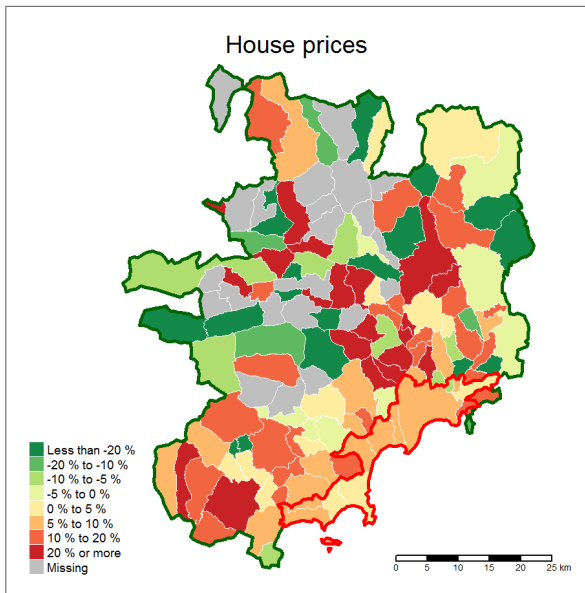 House prices
Less than -20 %
-20 % to -10 %
-10 % to -5 %
-5 % to 0 %
0 % to 5 %
5 % to 10 %
10 % to 20 %
20 % or more
Missing
0 5 10 15 20 25 km